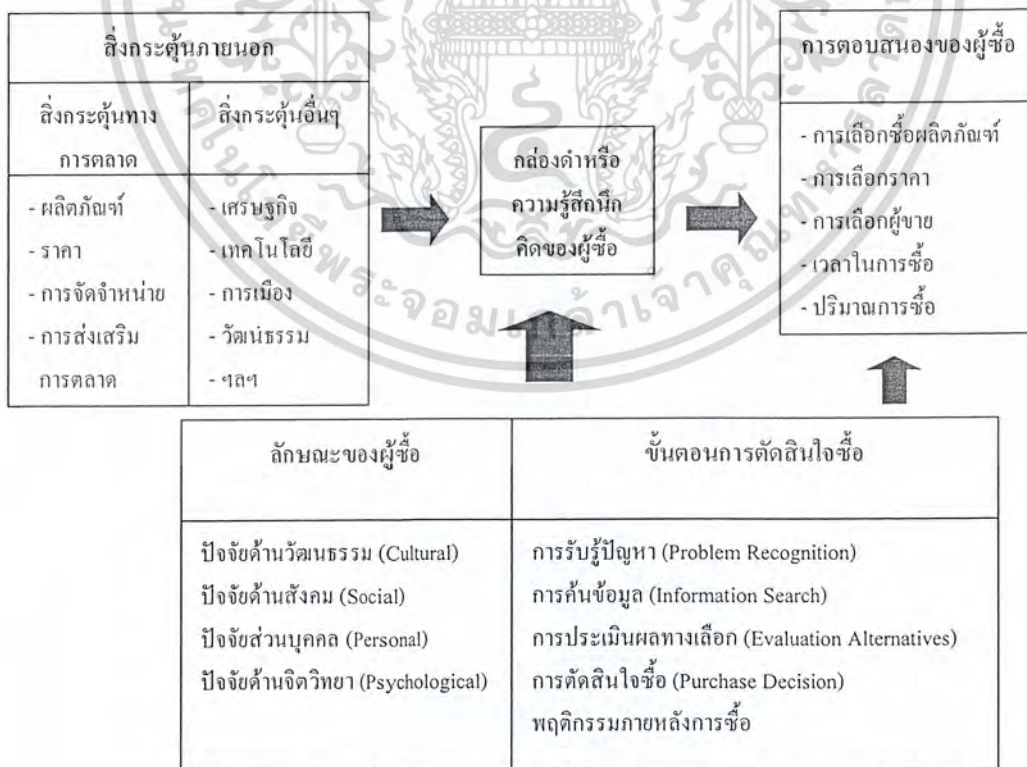 สิ่งกระตุ้นภายนอก
สิ่งกระตุ้นทาง
การตลาด
สิ่งกระตุ้นอื่นๆ
- ผลิตภัณฑ์
- ราคา
- การจัดจำหน่าย
- การส่งเสริม
การตลาด
- เศรษฐกิจ
- เทคโนโลยี
- การเมือง
- วัฒนธรรม
- ฯลฯ
กล่องดำหรือ
ความรู้สึกนึก
คิดของผู้ซื้อ
การตอบสนองของผู้ซื้อ
- การเลือกซื้อผลิตภัณฑ์
- การเลือกราคา
- การเลือกผู้ขาย
- เวลาในการซื้อ
- ปริมาณการซื้อ
ลักษณะของผู้ซื้อ
ปัจจัยด้านวัฒนธรรม (Cultural)
ปัจจัยด้านสังคม (Social)
ปัจจัยส่วนบุคคล (Personal)
ปัจจัยด้านจิตวิทยา (Psychological)
ขั้นตอนการตัดสินใจซื้อ
การรับรู้ปัญหา (Problem Recognition)
การค้นข้อมูล (Information Search)
การประเมินผลทางเลือก (Evaluation Alternatives)
การตัดสินใจซื้อ (Purchase Decision)
พฤติกรรมภายหลังการซื้อ